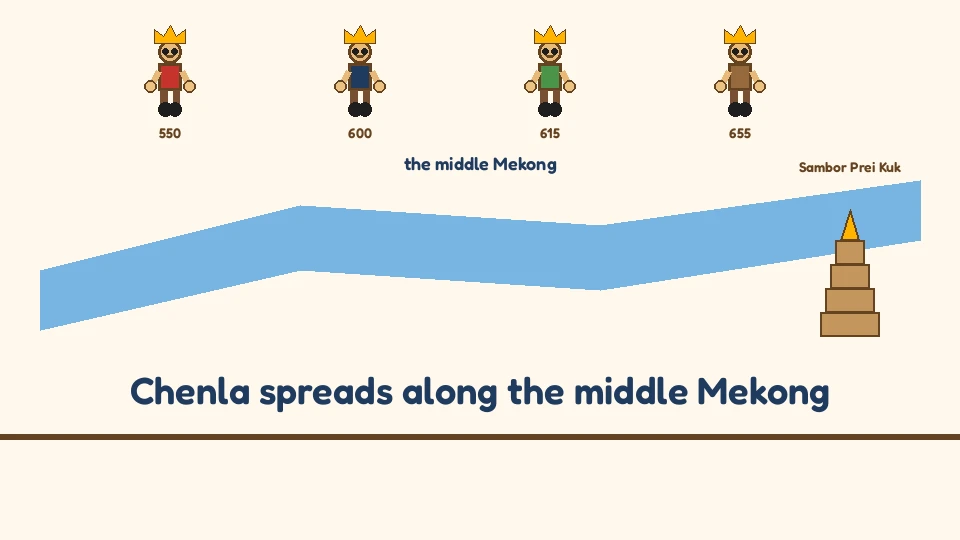 550
600
615
655
the middle Mekong
Sambor Prei Kuk
Chenla spreads along the middle Mekong